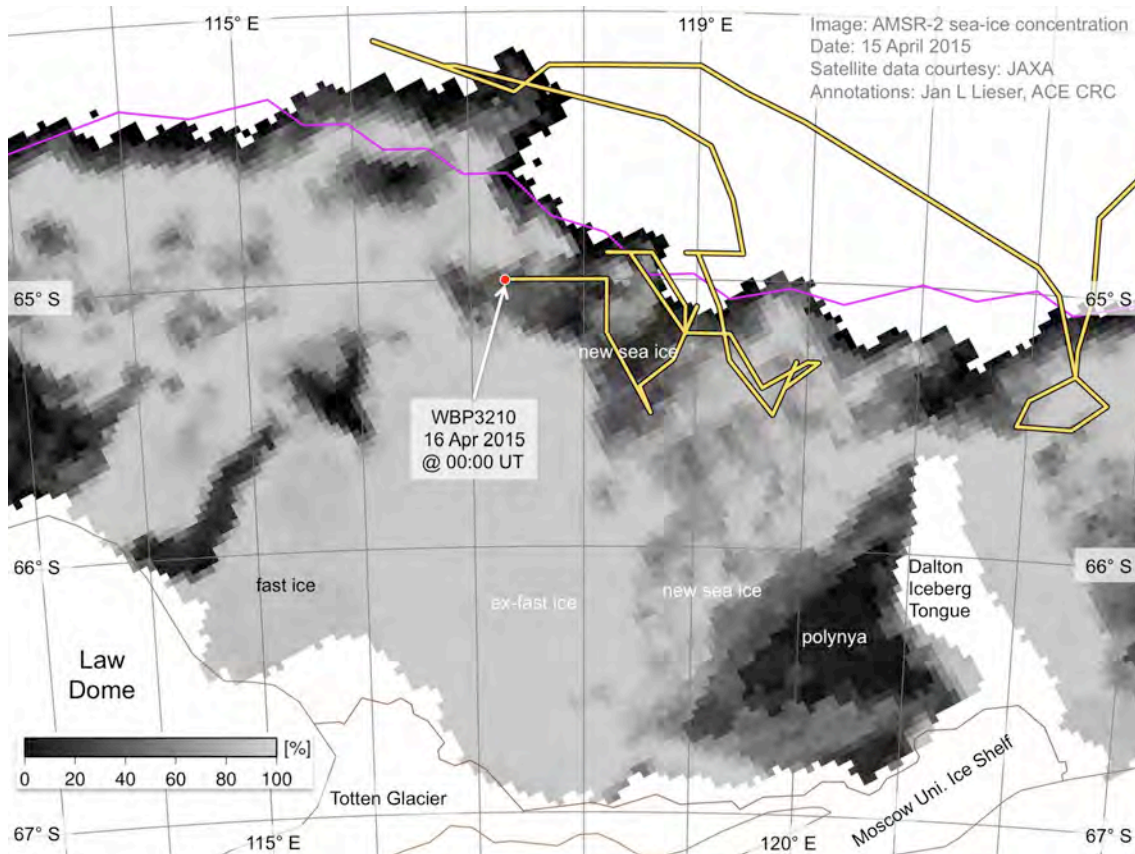 115° E
119° E
Image: AMSR-2 sea-ice concentration
Date: 15 April 2015
Satellite data courtesy: JAXA
Annotations: Jan L Lieser, ACE CRC
65° S
65° S
new sea ice
WBP3210
16 Apr 2015
@ 00:00 UT
66° S
66° S
fast ice
ex-fast ice
new sea ice
Dalton
Iceberg
Tongue
polynya
Law
Dome
[%]
0 20 40 60 80 100
Totten Glacier
Moscow Uni. Ice Shelf
67° S
67° S
115° E
120° E